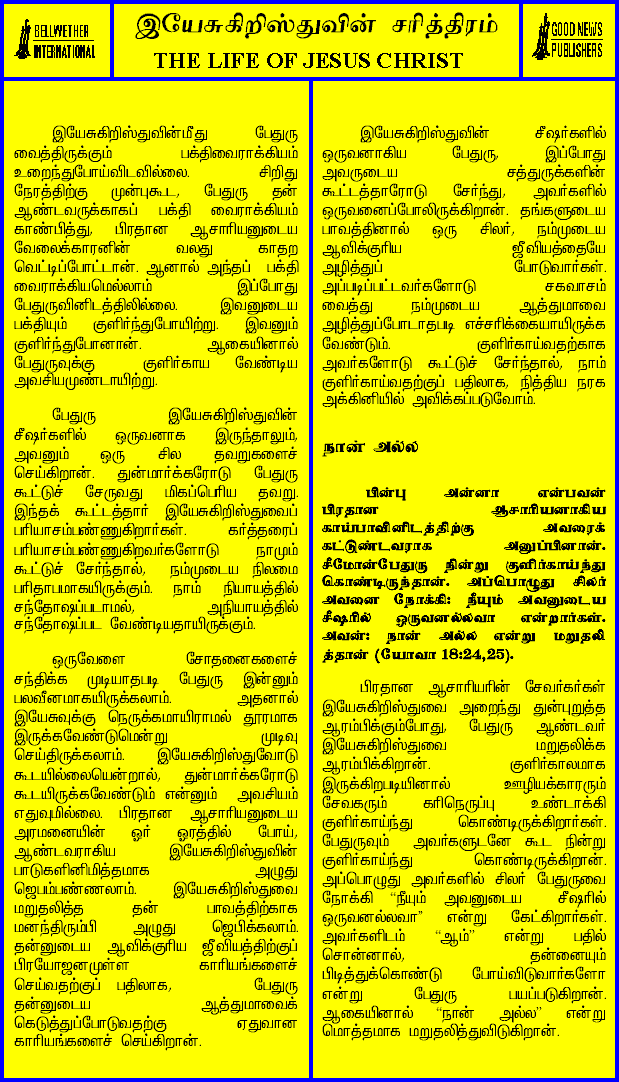 BELLWETHER
INTERNATIONAL
இயேசுகிறிஸ்துவின் சரித்திரம்
THE LIFE OF JESUS CHRIST
GOOD NEWS
PUBLISHERS
இயேசுகிறிஸ்துவின்மீது பேதுரு
வைத்திருக்கும் பக்திவைராக்கியம்
உறைந்துபோய்விடவில்லை. சிறிது
நேரத்திற்கு முன்புகூட, பேதுரு தன்
ஆண்டவருக்காகப் பக்தி வைராக்கியம்
காண்பித்து, பிரதான ஆசாரியனுடைய
வேலைக்காரனின் வலது காதற
வெட்டிப்போட்டான். ஆனால் அந்தப் பக்தி
வைராக்கியமெல்லாம் இப்போது
பேதுருவினிடத்திலில்லை. இவனுடைய
பக்தியும் குளிர்ந்துபோயிற்று. இவனும்
குளிர்ந்துபோனான். ஆகையினால்
பேதுருவுக்கு குளிர்காய வேண்டிய
அவசியமுண்டாயிற்று.
பேதுரு இயேசுகிறிஸ்துவின்
சீஷர்களில் ஒருவனாக இருந்தாலும்,
அவனும் ஒரு சில தவறுகளைச்
செய்கிறான். துன்மார்க்கரோடு பேதுரு
கூட்டுச் சேருவது மிகப்பெரிய தவறு.
இந்தக் கூட்டத்தார் இயேசுகிறிஸ்துவைப்
பரியாசம்பண்ணுகிறார்கள். கர்த்தரைப்
பரியாசம்பண்ணுகிறவர்களோடு நாமும்
கூட்டுச் சேர்ந்தால், நம்முடைய நிலமை
பரிதாபமாகயிருக்கும். நாம் நியாயத்தில்
சந்தோஷப்படாமல், அநியாயத்தில்
சந்தோஷப்பட வேண்டியதாயிருக்கும்.
ஒருவேளை சோதனைகளைச்
சந்திக்க முடியாதபடி பேதுரு இன்னும்
பலவீனமாகயிருக்கலாம். அதனால்
இயேசுவுக்கு நெருக்கமாயிராமல் தூரமாக
இருக்கவேண்டுமென்று முடிவு
செய்திருக்கலாம். இயேசுகிறிஸ்துவோடு
கூடயில்லையென்றால், துன்மார்க்கரோடு
கூடயிருக்கவேண்டும் என்னும் அவசியம்
எதுவுமில்லை. பிரதான ஆசாரியனுடைய
அரமனையின் ஓர் ஓரத்தில் போய்,
ஆண்டவராகிய இயேசுகிறிஸ்துவின்
பாடுகளினிமித்தமாக அழுது
ஜெபம்பண்ணலாம். இயேசுகிறிஸ்துவை
மறுதலித்த தன் பாவத்திற்காக
மனந்திரும்பி அழுது ஜெபிக்கலாம்.
தன்னுடைய ஆவிக்குரிய ஜீவியத்திற்குப்
பிரயோஜனமுள்ள காரியங்களைச்
செய்வதற்குப் பதிலாக, பேதுரு
தன்னுடைய ஆத்துமாவைக்
கெடுத்துப்போடுவதற்கு ஏதுவான
காரியங்களைச் செய்கிறான்.
இயேசுகிறிஸ்துவின் சீஷர்களில்
ஒருவனாகிய பேதுரு, இப்போது
அவருடைய சத்துருக்களின்
கூட்டத்தாரோடு சேர்ந்து, அவர்களில்
ஒருவனைப்போலிருக்கிறான். தங்களுடைய
பாவத்தினால் ஒரு சிலர், நம்முடைய
ஆவிக்குரிய ஜீவியத்தையே
அழித்துப் போடுவார்கள்.
அப்படிப்பட்டவர்களோடு சகவாசம்
வைத்து நம்முடைய ஆத்துமாவை
அழித்துப்போடாதபடி எச்சரிக்கையாயிருக்க
வேண்டும். குளிர்காய்வதற்காக
அவர்களோடு கூட்டுச் சேர்ந்தால், நாம்
குளிர்காய்வதற்குப் பதிலாக, நித்திய நரக
அக்கினியில் அவிக்கப்படுவோம்.
நான் அல்ல
பின்பு அன்னா என்பவன்
பிரதான ஆசாரியனாகிய
காய்பாவினிடத்திற்கு அவரைக்
கட்டுண்டவராக அனுப்பினான்.
சீமோன்பேதுரு நின்று குளிர்காய்ந்து
கொண்டிருந்தான். அப்பொழுது சிலர்
அவனை நோக்கி: நீயும் அவனுடைய
சீஷரில் ஒருவனல்லவா என்றார்கள்.
அவன்: நான் அல்ல என்று மறுதலி
த்தான் (யோவா 18:24,25).
பிரதான ஆசாரியரின் சேவர்கர்கள்
இயேசுகிறிஸ்துவை அறைந்து துன்புறுத்த
ஆரம்பிக்கும்போது, பேதுரு ஆண்டவர்
இயேசுகிறிஸ்துவை மறுதலிக்க
ஆரம்பிக்கிறான். குளிர்காலமாக
இருக்கிறபடியினால் ஊழியக்காரரும்
சேவகரும் கரிநெருப்பு உண்டாக்கி
குளிர்காய்ந்து கொண்டிருக்கிறார்கள்.
பேதுருவும் அவர்களுடனே கூட நின்று
குளிர்காய்ந்து கொண்டிருக்கிறான்.
அப்பொழுது அவர்களில் சிலர் பேதுருவை
நோக்கி “நீயும் அவனுடைய சீஷரில்
ஒருவனல்லவா” என்று கேட்கிறார்கள்.
அவர்களிடம் “ஆம்” என்று பதில்
சொன்னால், தன்னையும்
பிடித்துக்கொண்டு போய்விடுவார்களோ
என்று பேதுரு பயப்படுகிறான்.
ஆகையினால் “நான் அல்ல” என்று
மொத்தமாக மறுதலித்துவிடுகிறான்.